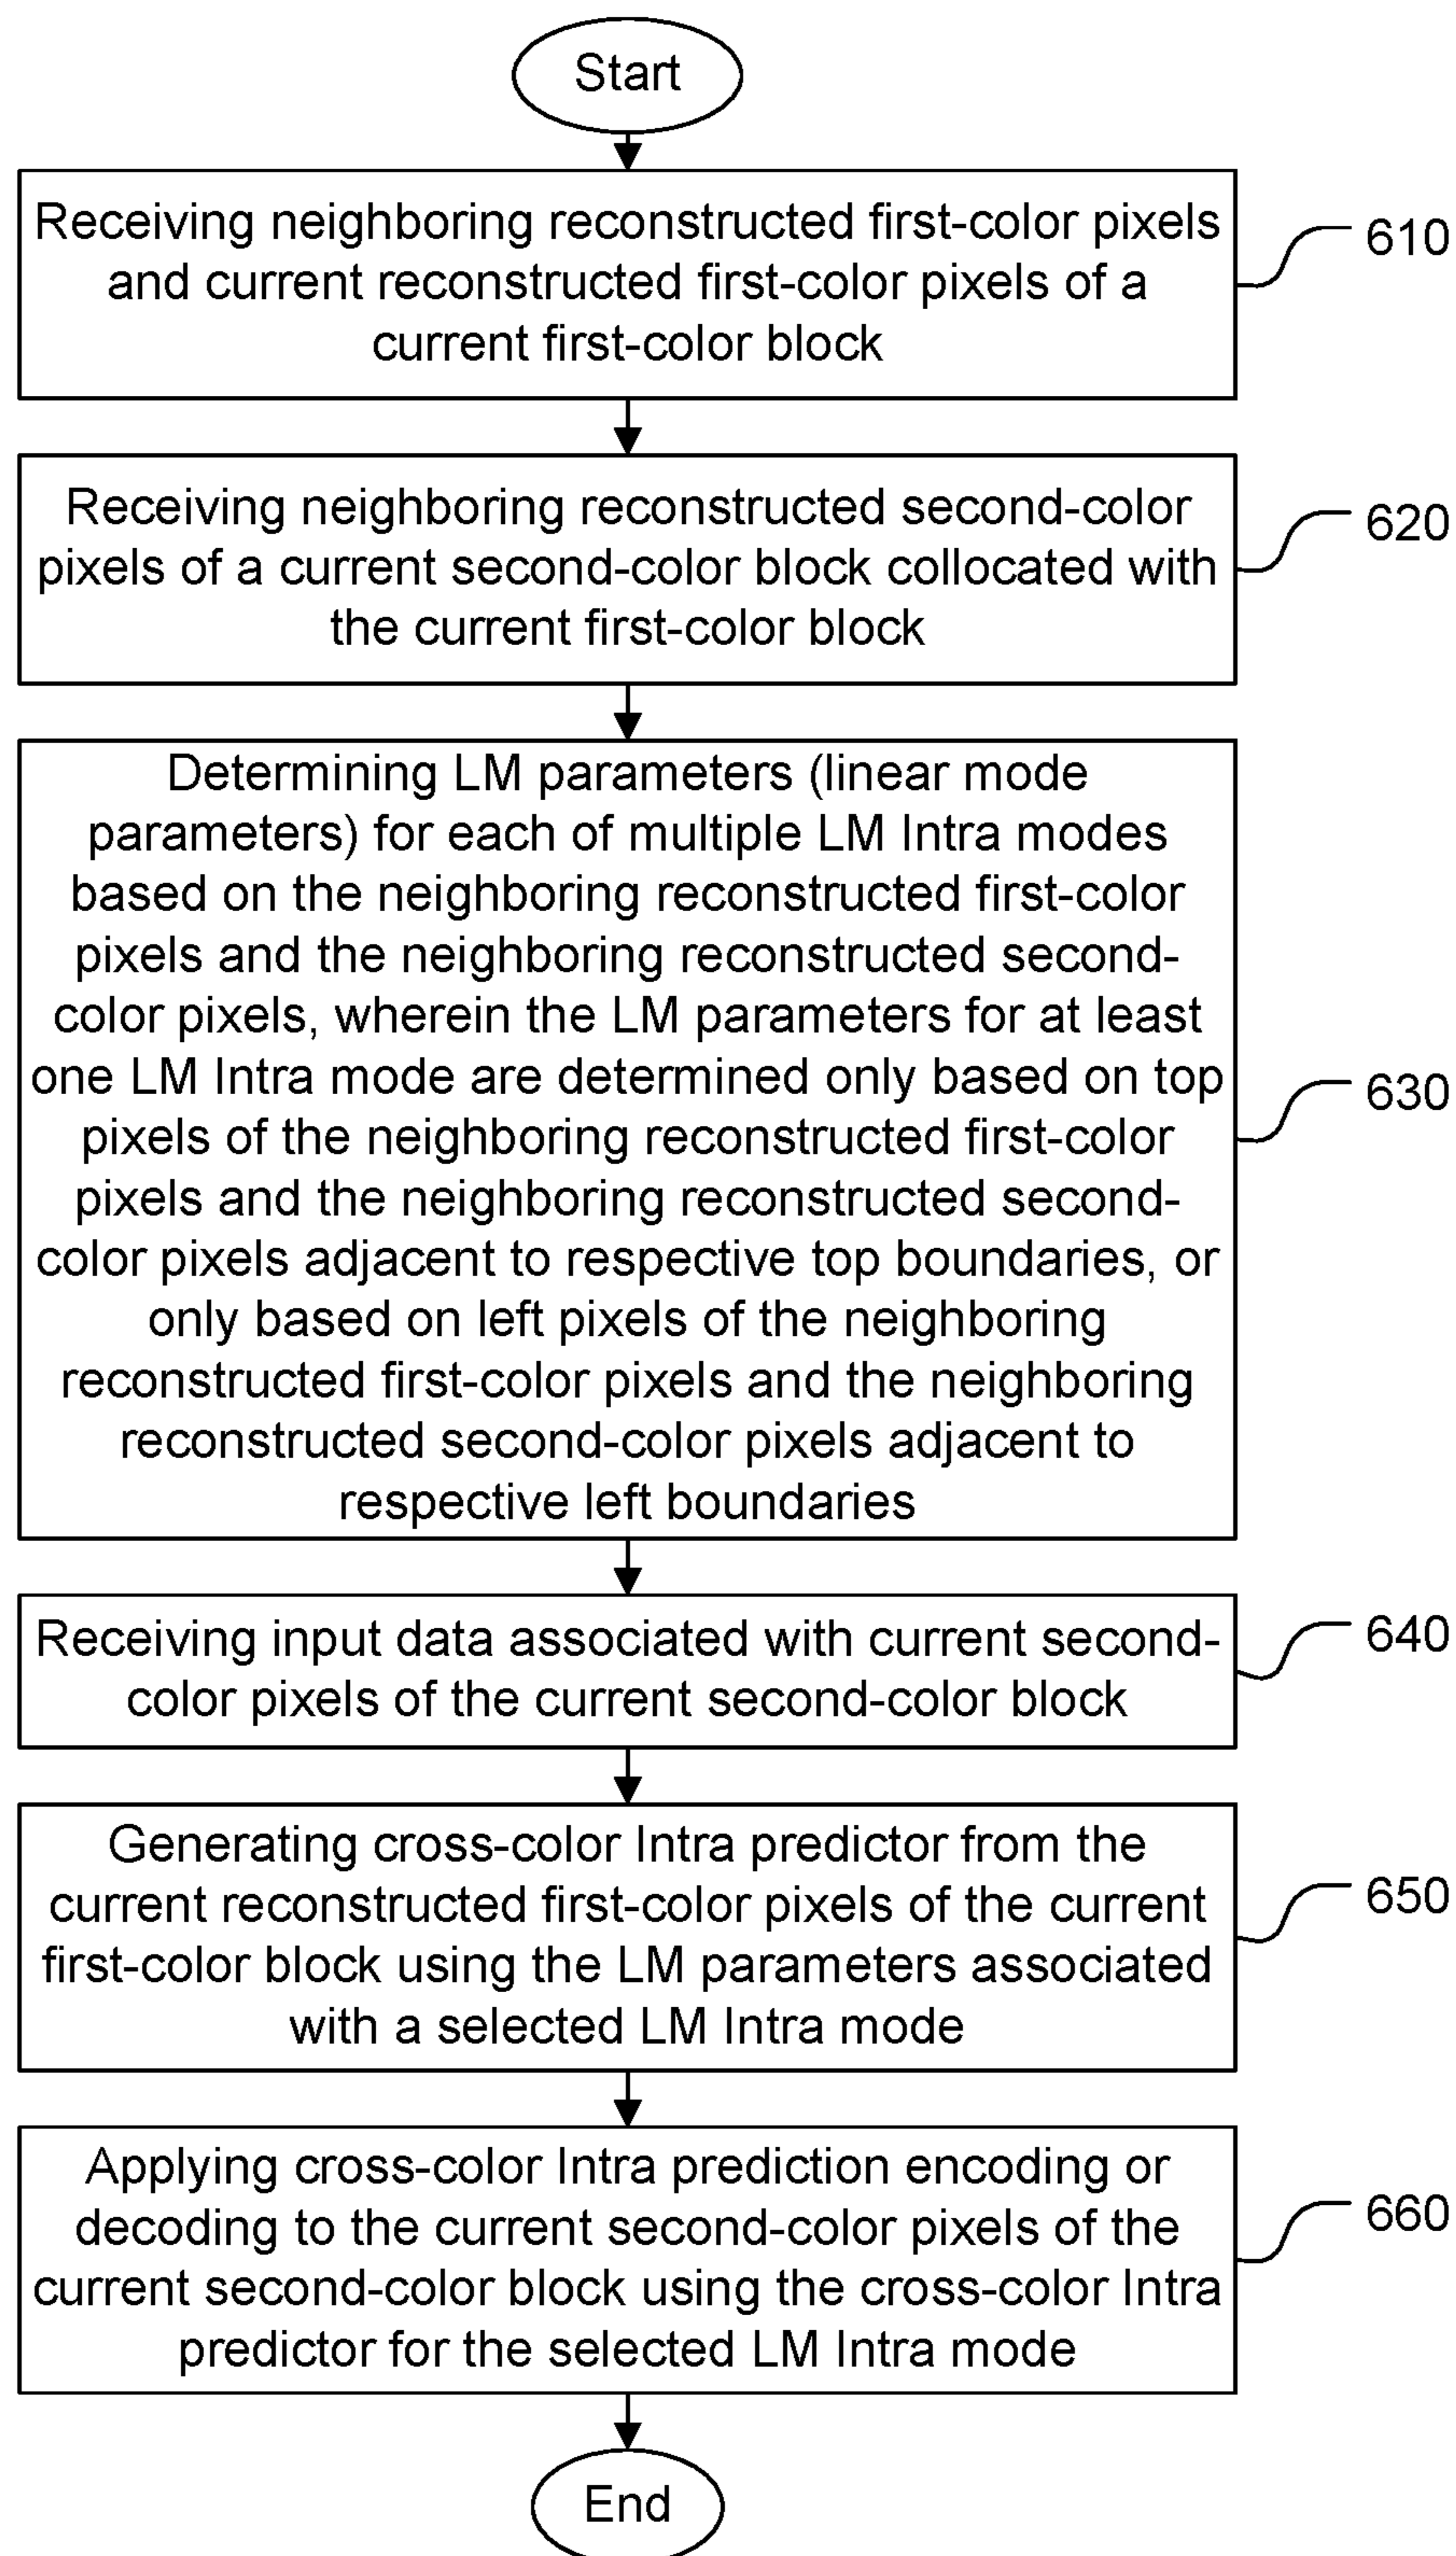 Start
Receiving neighboring reconstructed first-color pixels
and current reconstructed first-color pixels of a
current first-color block
610
Receiving neighboring reconstructed second-color
pixels of a current second-color block collocated with
the current first-color block
620
Determining LM parameters (linear mode
parameters) for each of multiple LM Intra modes
based on the neighboring reconstructed first-color
pixels and the neighboring reconstructed second-
color pixels, wherein the LM parameters for at least
one LM Intra mode are determined only based on top
pixels of the neighboring reconstructed first-color
pixels and the neighboring reconstructed second-
color pixels adjacent to respective top boundaries, or
only based on left pixels of the neighboring
reconstructed first-color pixels and the neighboring
reconstructed second-color pixels adjacent to
respective left boundaries
630
Receiving input data associated with current second-
color pixels of the current second-color block
640
Generating cross-color Intra predictor from the
current reconstructed first-color pixels of the current
first-color block using the LM parameters associated
with a selected LM Intra mode
650
Applying cross-color Intra prediction encoding or
decoding to the current second-color pixels of the
current second-color block using the cross-color Intra
predictor for the selected LM Intra mode
660
End